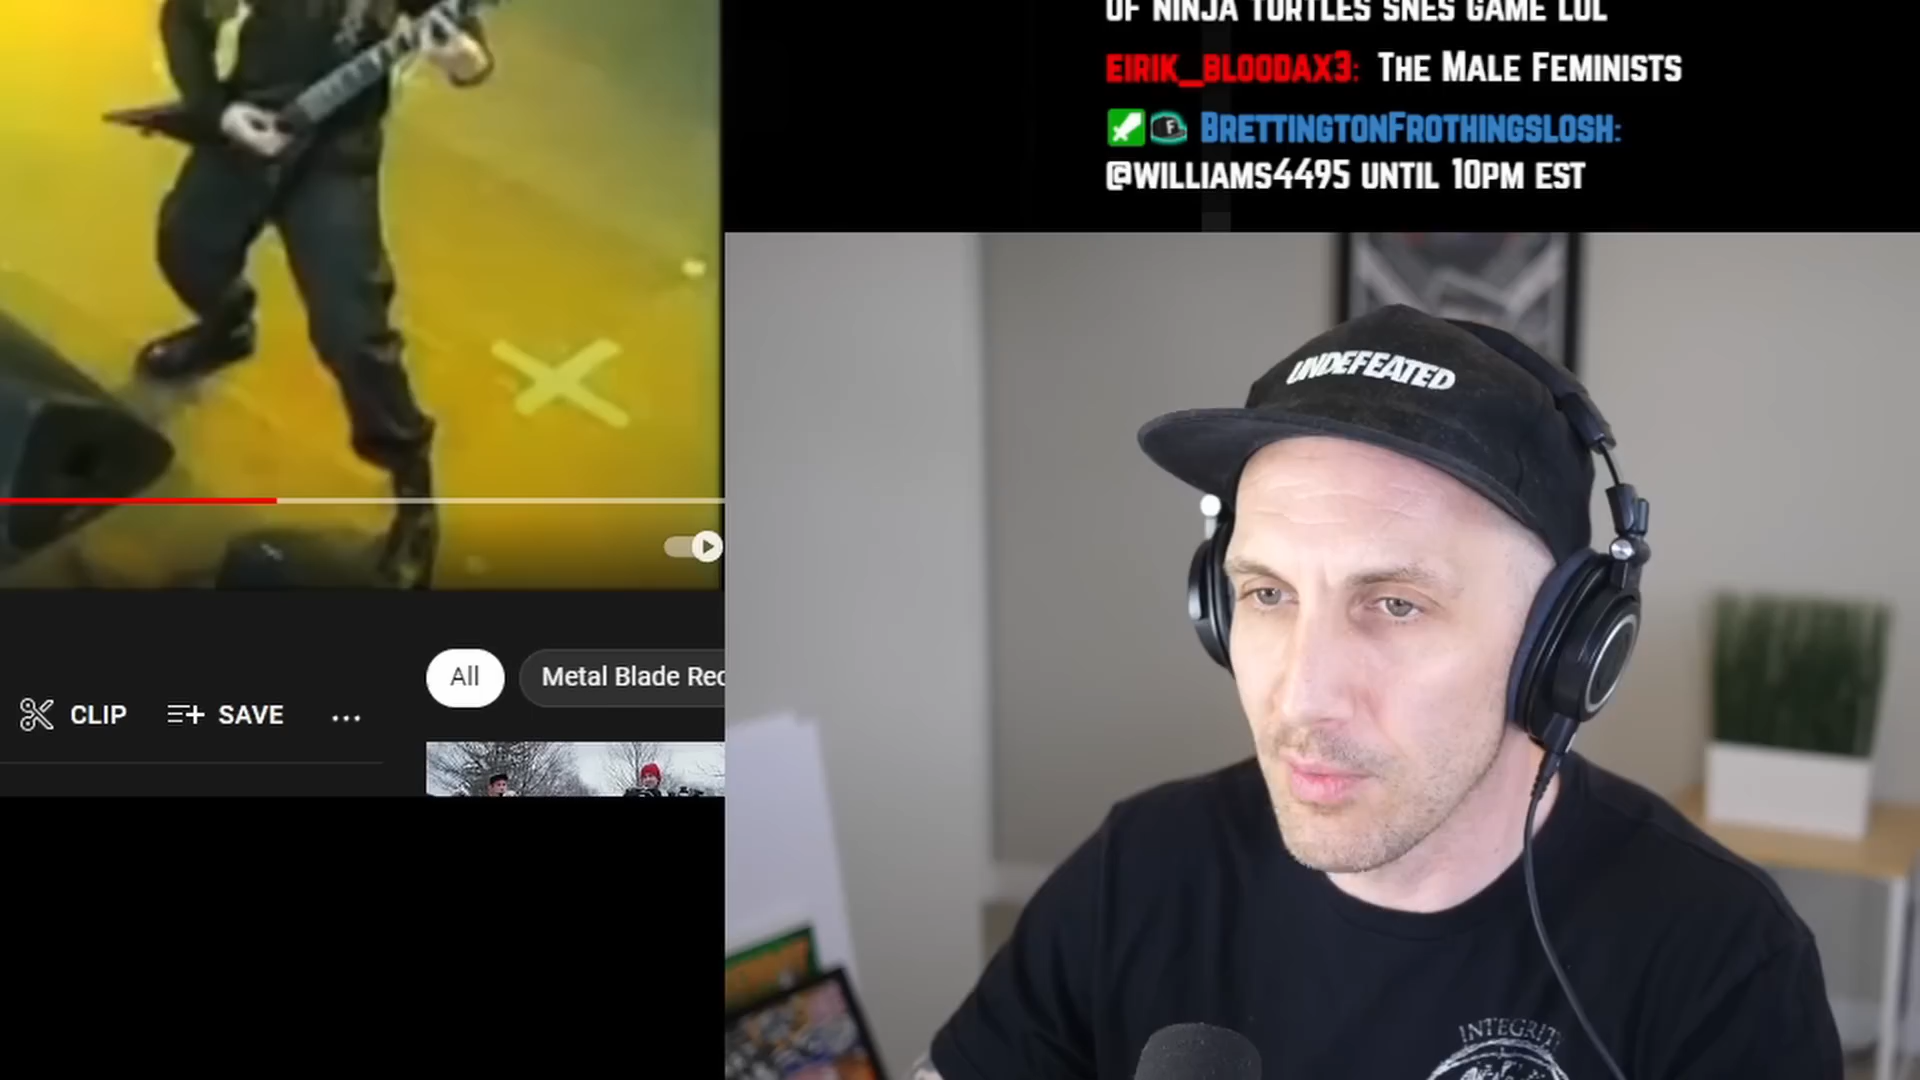 OF NINJA TURTLES SNES GAME LOL
EIRIK_BLOODAX3: THE MALE FEMINISTS
BRETTINGTONFROTHINGSLOSH:
@WILLIAMS4495 UNTIL 10PM EST
UNDEFEATED
All
Metal Blade Rec
CLIP
SAVE
INTEGRIT